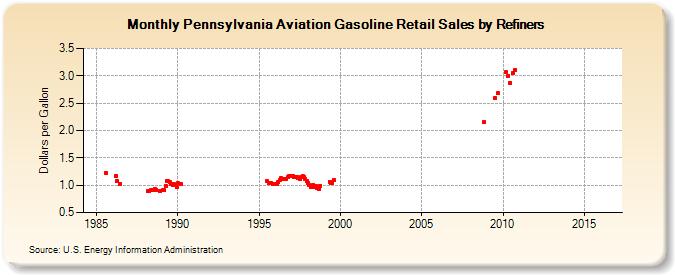 Monthly Pennsylvania Aviation Gasoline Retail Sales by Refiners
Dollars per Gallon
3.5
3.0
2.5
2.0
1.5
1.0
0.5
1985 1990 1995 2000 2005 2010 2015
Source: U.S. Energy Information Administration